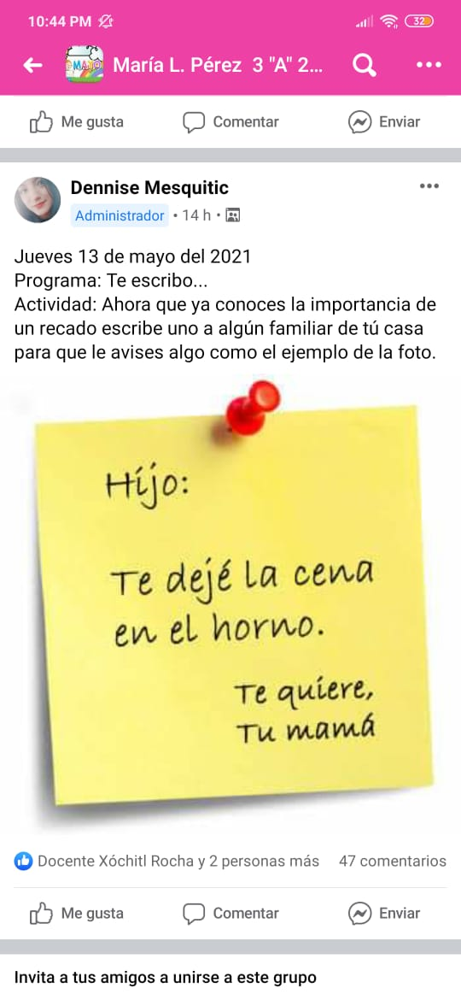 10:44 PM
32
María L. Pérez 3 "A" 2...
Me gusta
Comentar
Enviar
Dennise Mesquitic
Administrador • 14 h •
Jueves 13 de mayo del 2021
Programa: Te escribo...
Actividad: Ahora que ya conoces la importancia de
un recado escribe uno a algún familiar de tú casa
para que le avises algo como el ejemplo de la foto.
Hijo:
Te dejé la cena
en el horno.
Te quiere,
Tu mamá
Docente Xóchitl Rocha y 2 personas más
47 comentarios
Me gusta
Comentar
Enviar
Invita a tus amigos a unirse a este grupo